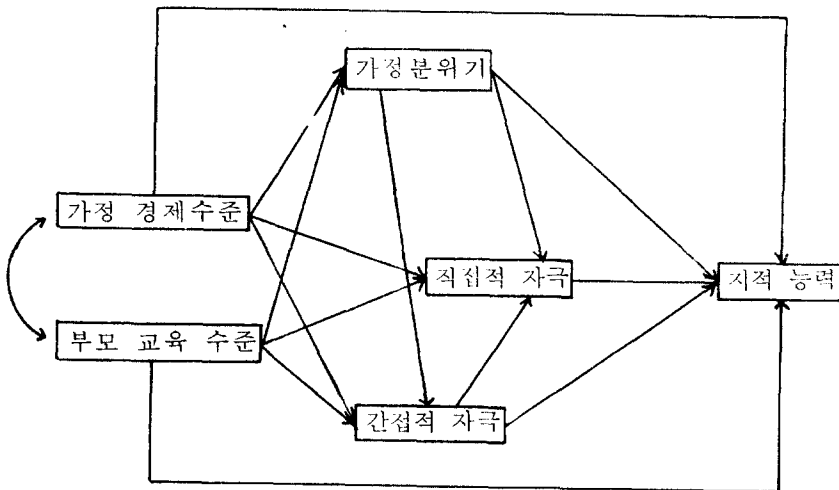 가정분위기
가정 경제수준
직접적 자극
지적 능력
부모 교육 수준
간접적 자극